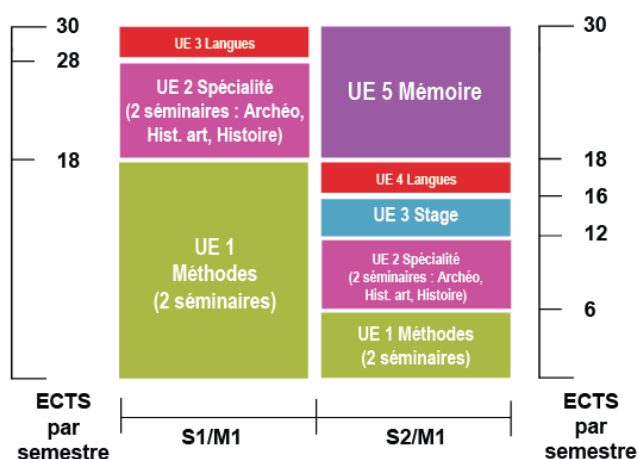 30
28
18
ECTS
par
semestre
UE 3 Langues
UE 2 Spécialité
(2 séminaires : Archéo,
Hist. art, Histoire)
UE 1
Méthodes
(2 séminaires)
S1/M1
UE 5 Mémoire
UE 4 Langues
UE 3 Stage
UE 2 Spécialité
(2 séminaires : Archéo,
Hist. art, Histoire)
UE 1 Méthodes
(2 séminaires)
S2/M1
30
18
16
12
6
ECTS
par
semestre